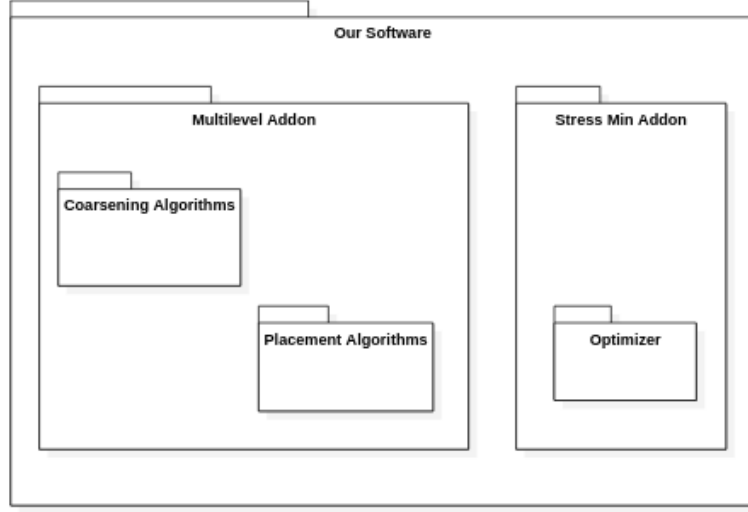 Our Software
Multilevel Addon
Stress Min Addon
Coarsening Algorithms
Placement Algorithms
Optimizer